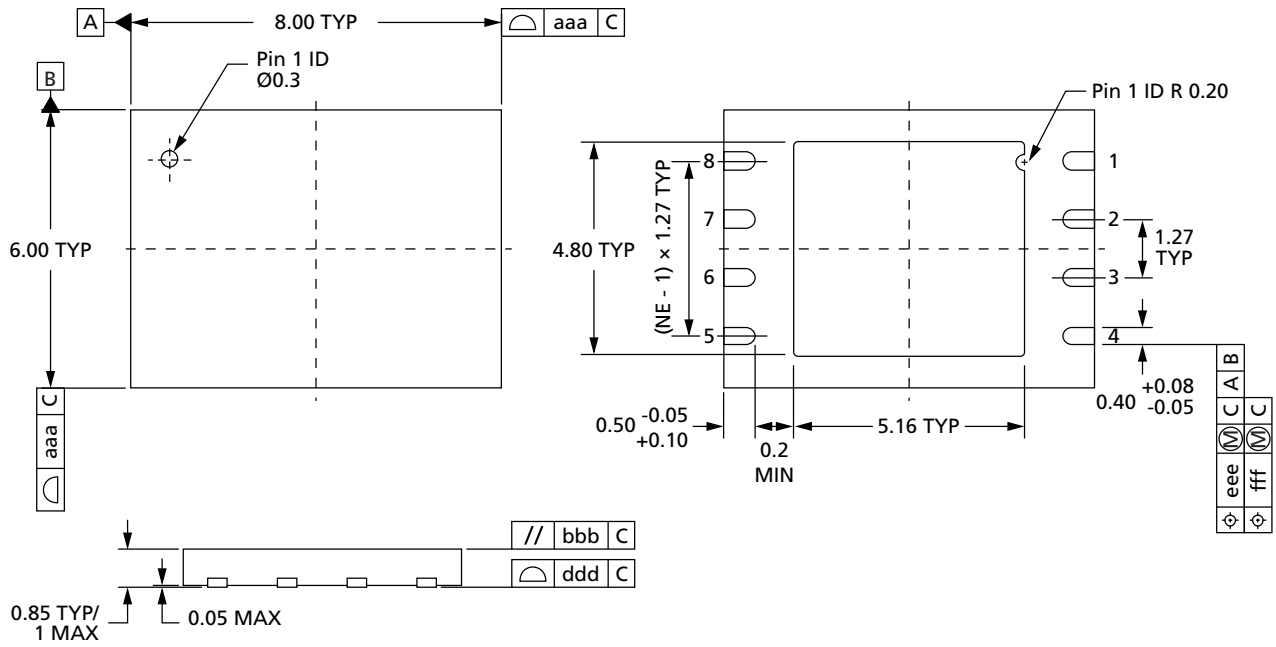 A
8.00 TYP
⌓ aaa C
Pin 1 ID
Ø0.3
B
6.00 TYP
⌓ aaa C
Pin 1 ID R 0.20
8
7
6
5
1
2
3
4
(NE - 1) × 1.27 TYP
4.80 TYP
1.27
TYP
0.50 -0.05
+0.10
0.2
MIN
5.16 TYP
0.40 +0.08
-0.05
⌖ eee Ⓜ C A B
⌖ fff Ⓜ C
// bbb C
⌓ ddd C
0.85 TYP/
1 MAX
0.05 MAX